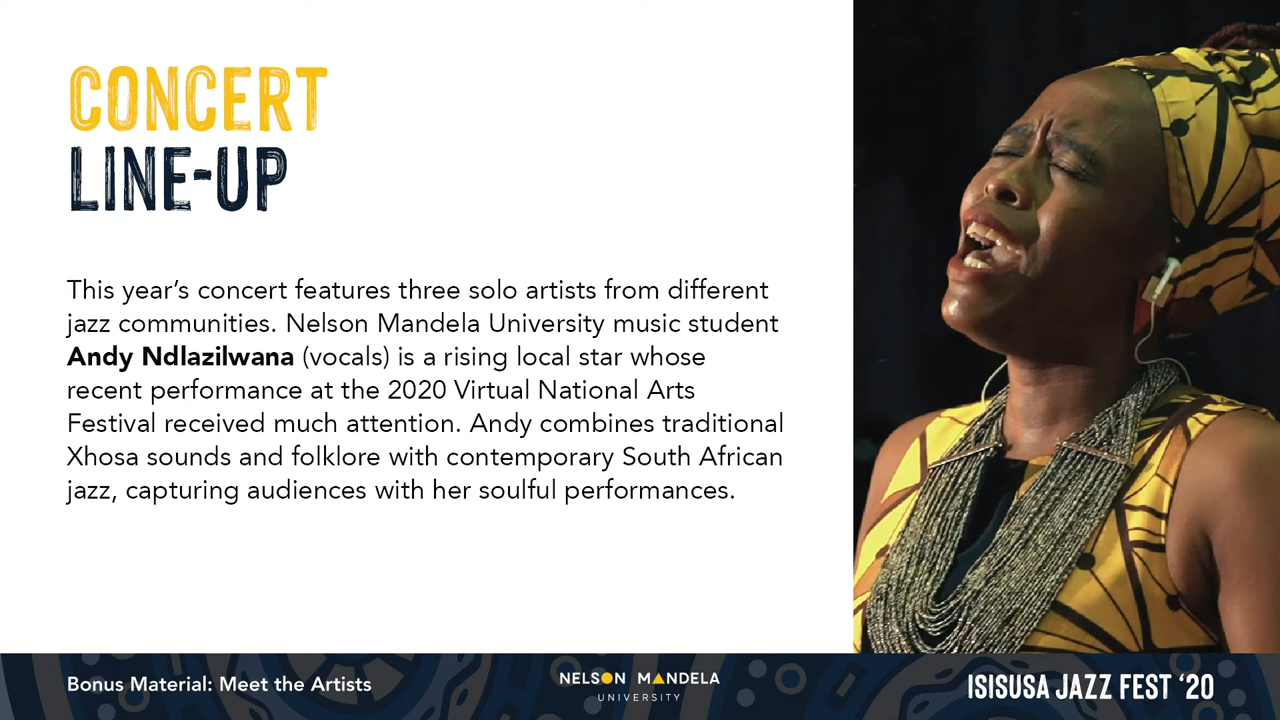 CONCERT
LINE-UP
This year’s concert features three solo artists from different
jazz communities. Nelson Mandela University music student
Andy Ndlazilwana (vocals) is a rising local star whose
recent performance at the 2020 Virtual National Arts
Festival received much attention. Andy combines traditional
Xhosa sounds and folklore with contemporary South African
jazz, capturing audiences with her soulful performances.
Bonus Material: Meet the Artists
NELSON MANDELA
UNIVERSITY
ISISUSA JAZZ FEST ‘20